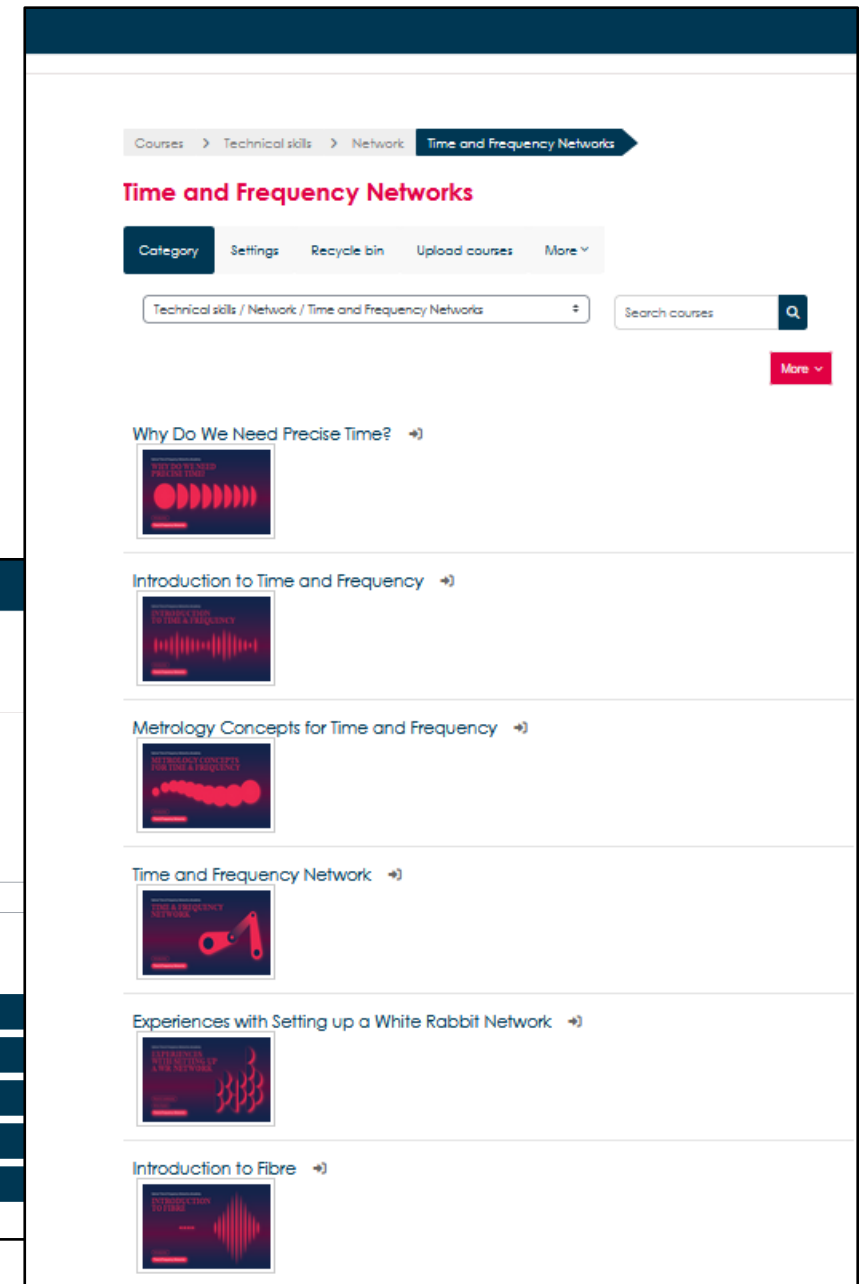 Courses > Technical skills > Network Time and Frequency Networks
Time and Frequency Networks
Category Settings Recycle bin Upload courses More
Technical skills / Network / Time and Frequency Networks Search courses
More
Why Do We Need Precise Time?
WHY DO WE NEED
PRECISE TIME?
Introduction to Time and Frequency
INTRODUCTION
TO TIME & FREQUENCY
Metrology Concepts for Time and Frequency
METROLOGY CONCEPTS
FOR TIME & FREQUENCY
Time and Frequency Network
TIME & FREQUENCY
NETWORK
Experiences with Setting up a White Rabbit Network
EXPERIENCES
WITH SETTING UP
A WR NETWORK
Introduction to Fibre
INTRODUCTION
TO FIBRE